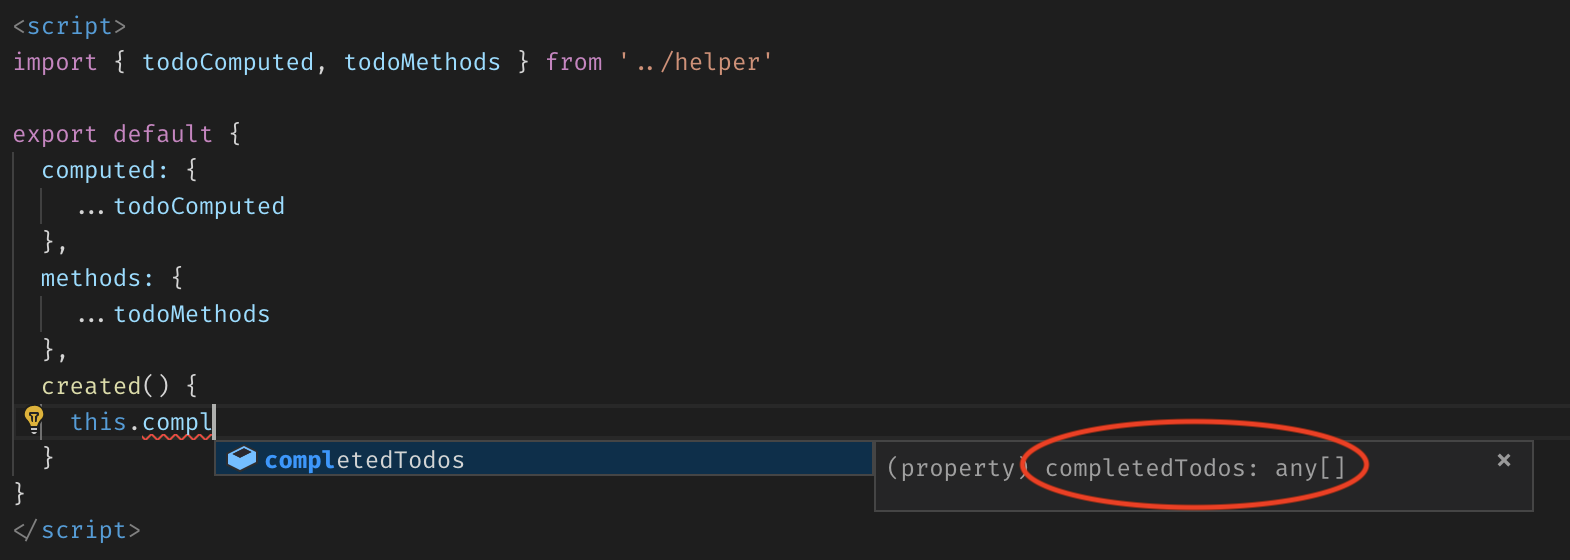 <script>
import { todoComputed, todoMethods } from '../helper'
export default {
computed: {
...todoComputed
},
methods: {
...todoMethods
},
created() {
this.compl
completedTodos
(property) completedTodos: any[]
}
}
</script>